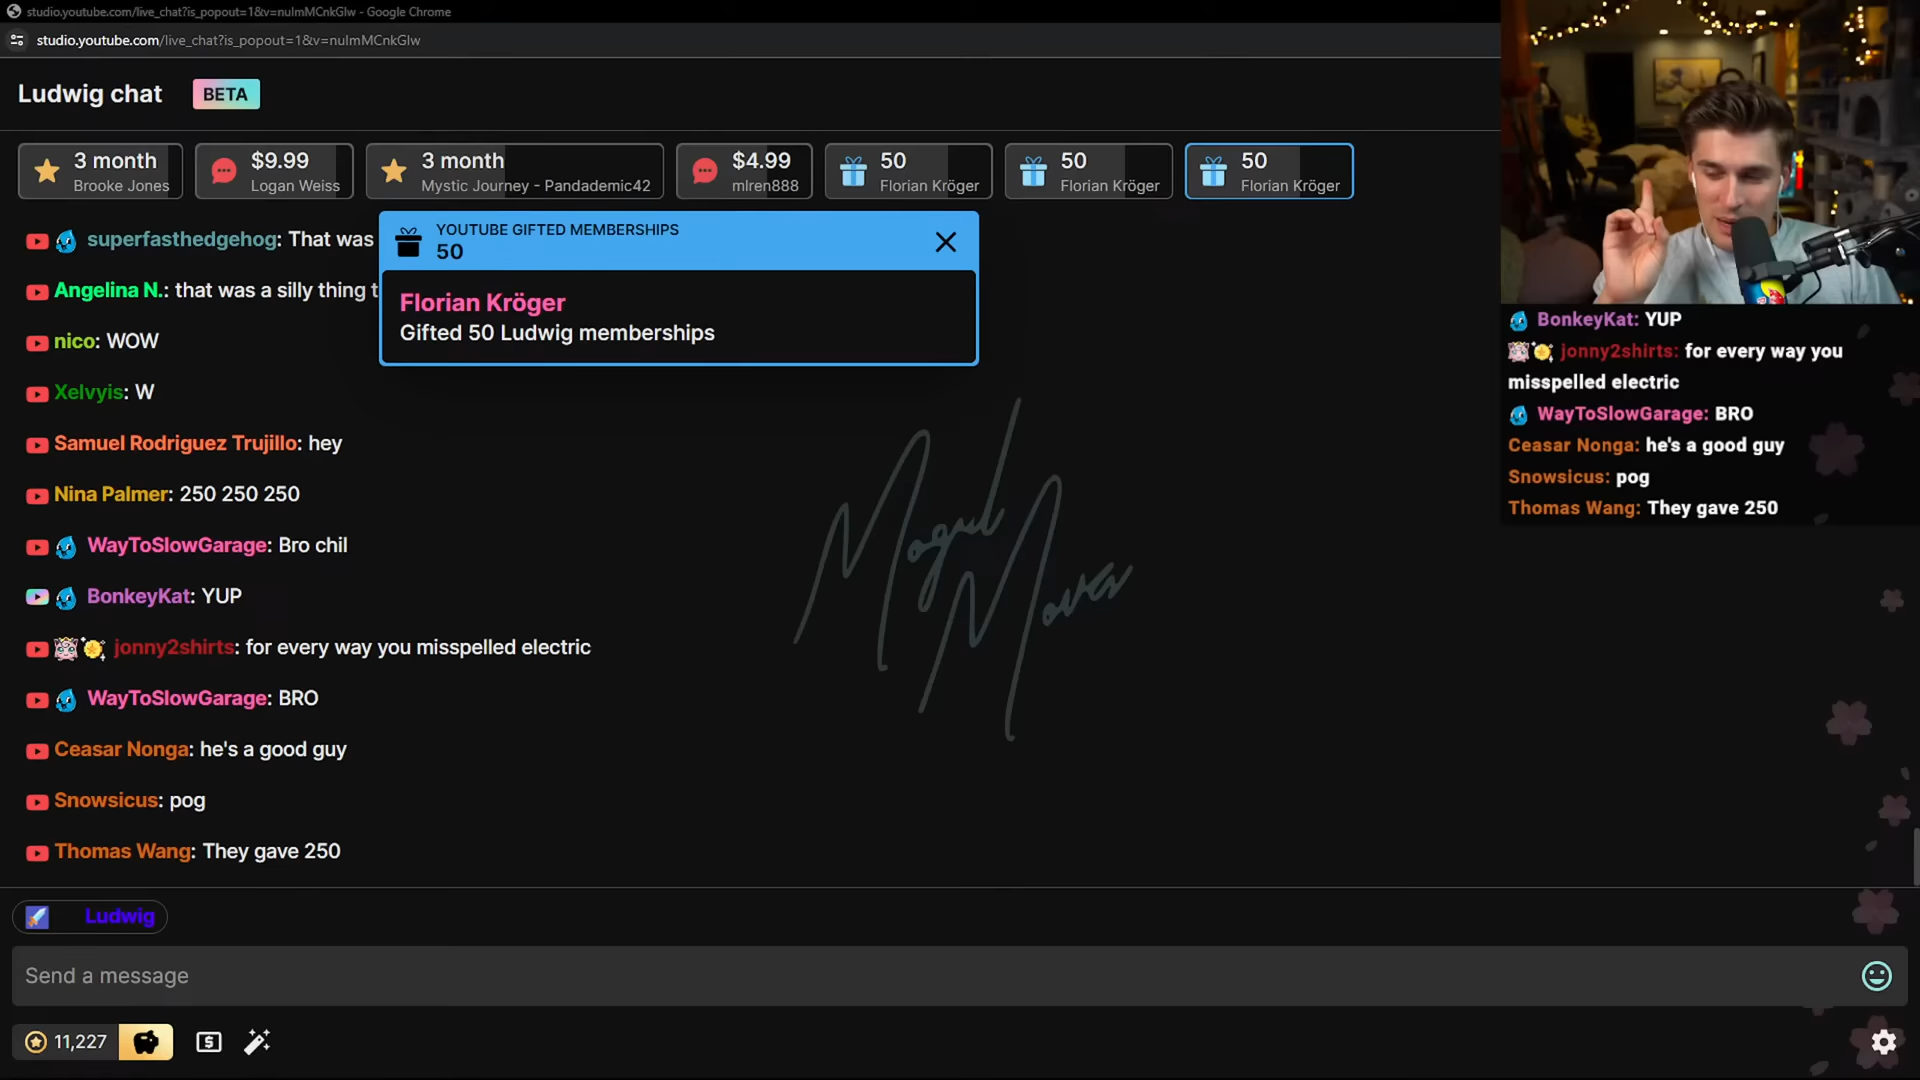 studio.youtube.com/live_chat?is_popout=1&v=nuImMCnkGIw - Google Chrome
studio.youtube.com/live_chat?is_popout=1&v=nuImMCnkGIw
Ludwig chat BETA
3 month
Brooke Jones
$9.99
Logan Weiss
3 month
Mystic Journey - Pandademic42
$4.99
mlren888
50
Florian Kröger
50
Florian Kröger
50
Florian Kröger
YOUTUBE GIFTED MEMBERSHIPS
50
Florian Kröger
Gifted 50 Ludwig memberships
superfasthedgehog: That was
Angelina N.: that was a silly thing t
nico: WOW
Xelvyis: W
Samuel Rodriguez Trujillo: hey
Nina Palmer: 250 250 250
WayToSlowGarage: Bro chil
BonkeyKat: YUP
jonny2shirts: for every way you misspelled electric
WayToSlowGarage: BRO
Ceasar Nonga: he's a good guy
Snowsicus: pog
Thomas Wang: They gave 250
Mogul
Moves
Ludwig
Send a message
11,227
BonkeyKat: YUP
jonny2shirts: for every way you
misspelled electric
WayToSlowGarage: BRO
Ceasar Nonga: he's a good guy
Snowsicus: pog
Thomas Wang: They gave 250